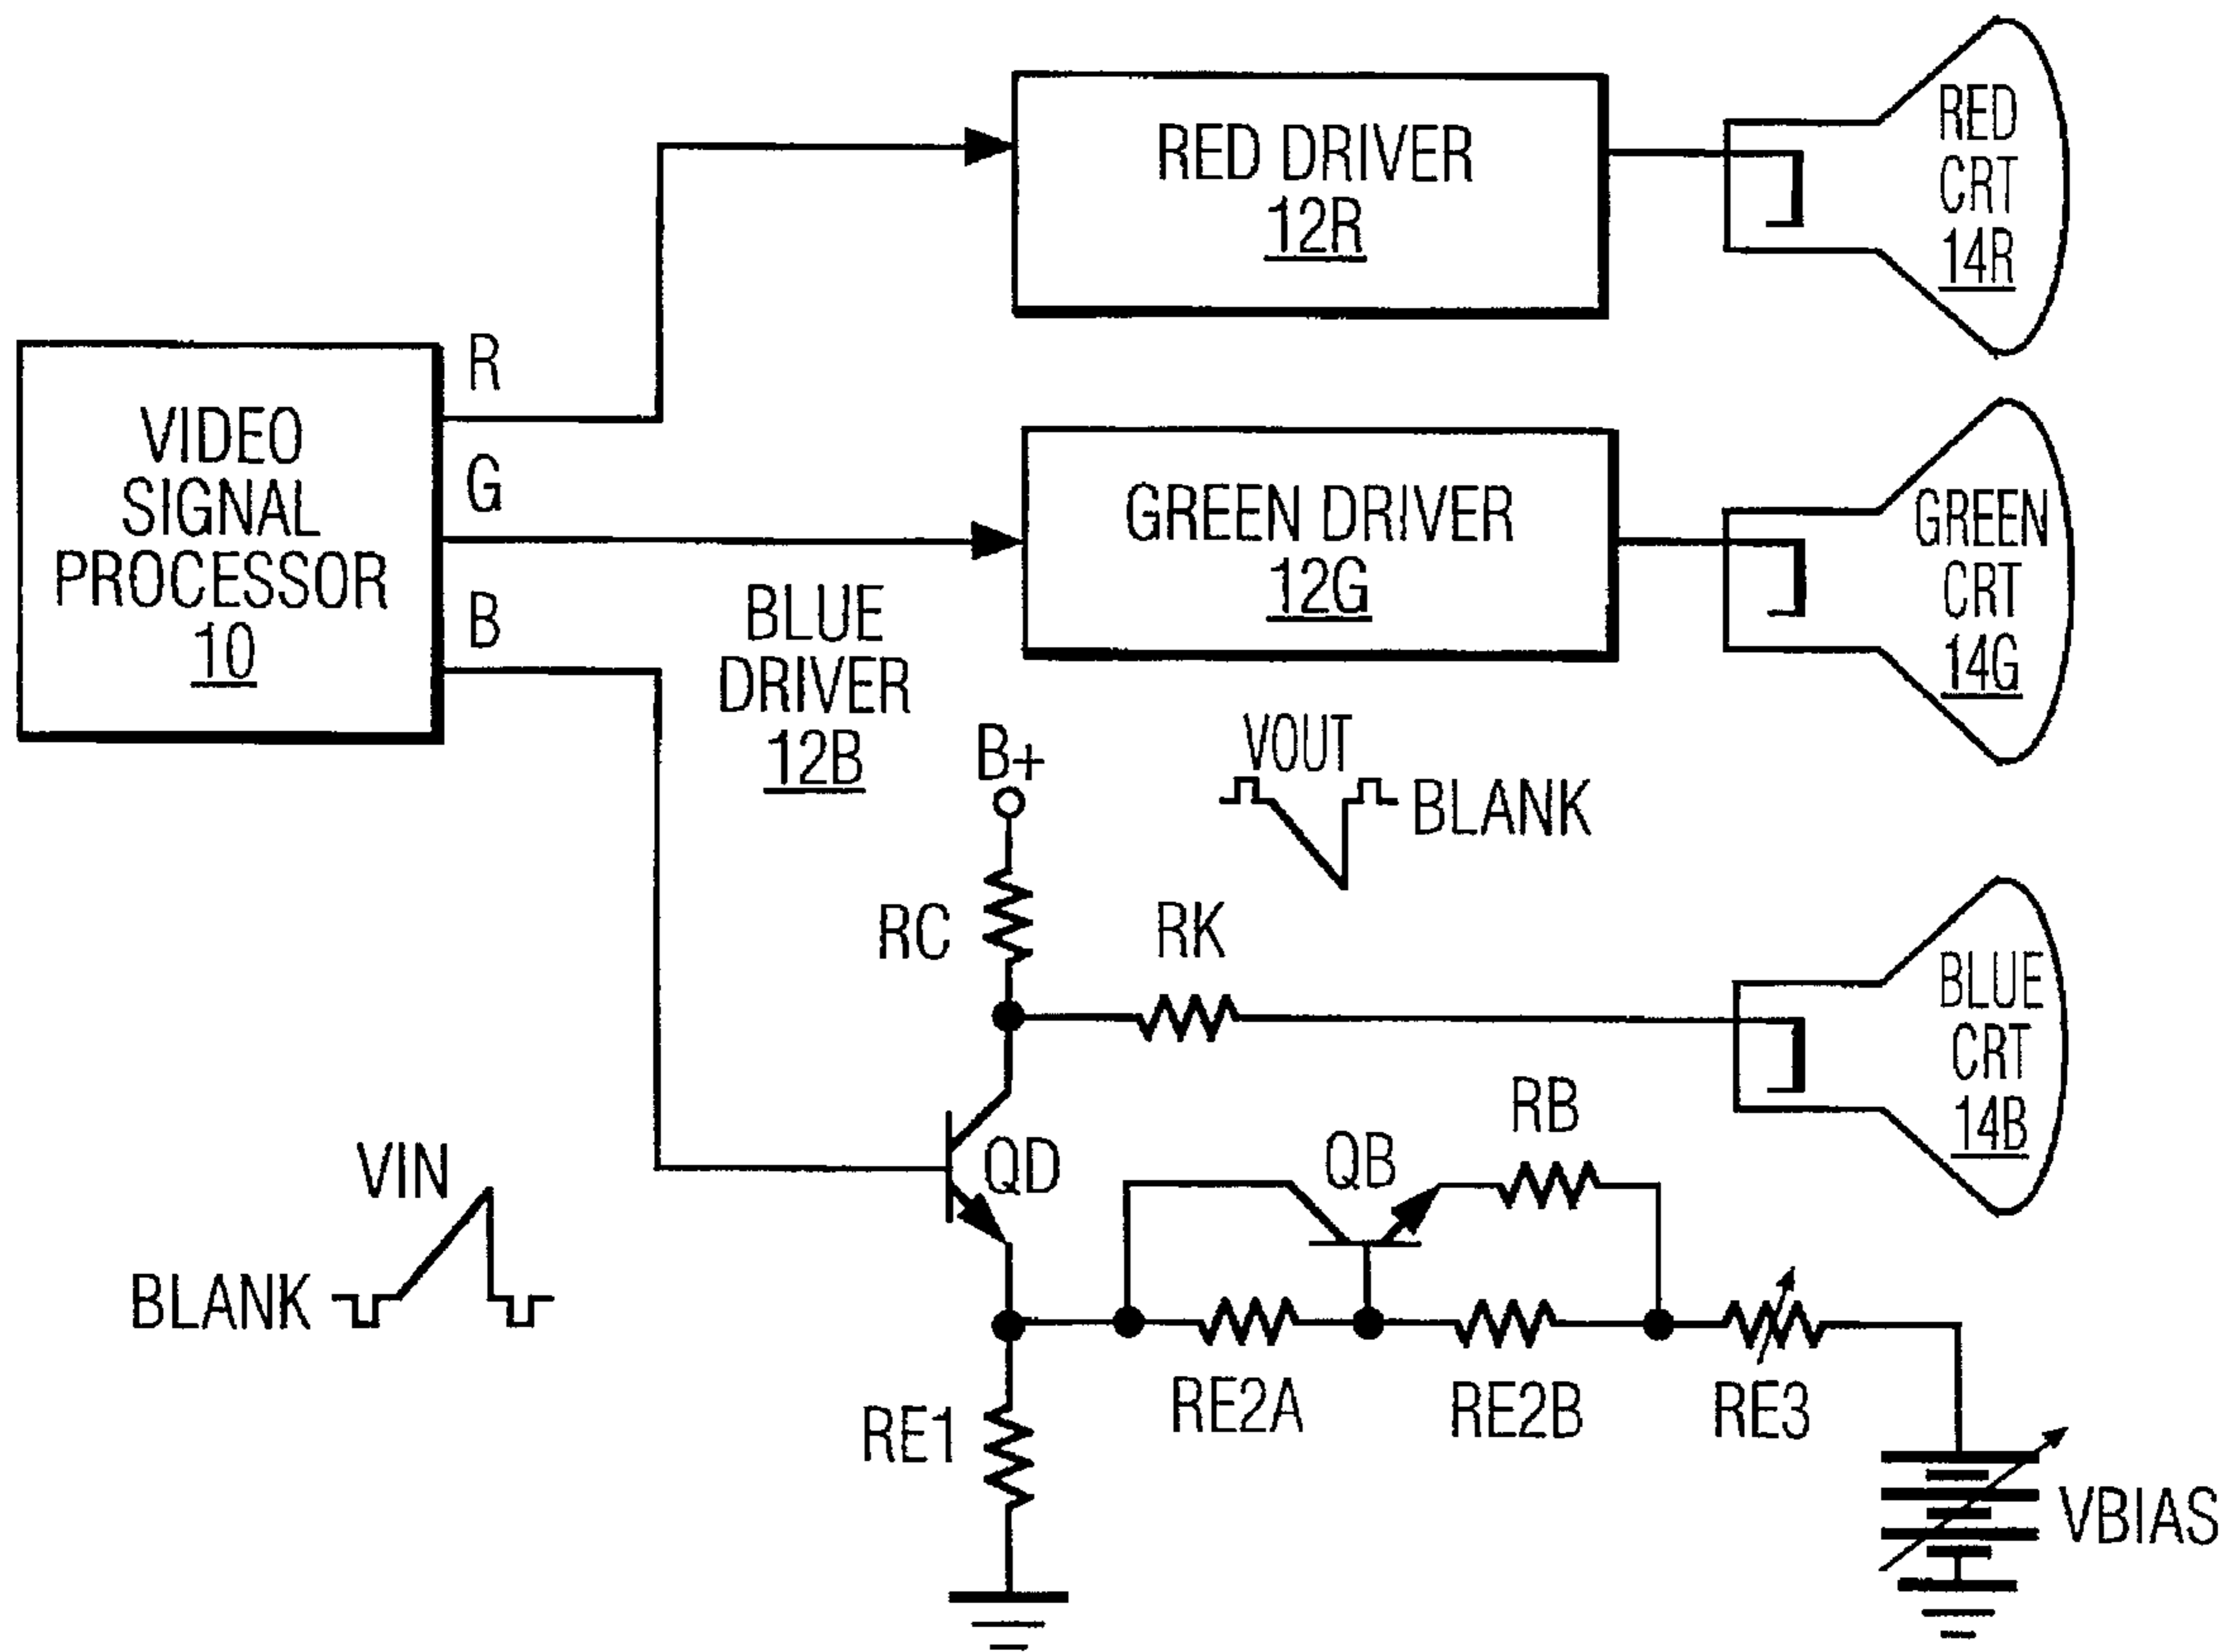 RED DRIVER
12R
RED
CRT
14R
R
VIDEO
SIGNAL
PROCESSOR
10
G
GREEN DRIVER
12G
GREEN
CRT
14G
B
BLUE
DRIVER
12B
B+
VOUT
BLANK
RC
RK
BLUE
CRT
14B
VIN
BLANK
QD
QB
RB
RE1
RE2A
RE2B
RE3
VBIAS